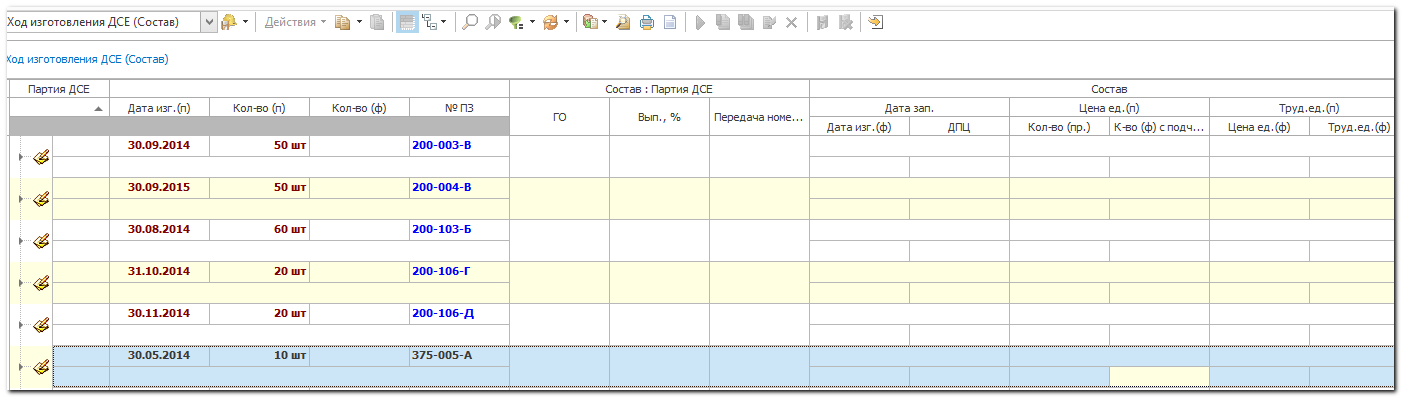 Ход изготовления ДСЕ (Состав) Действия
Ход изготовления ДСЕ (Состав)
Партия ДСЕ Состав : Партия ДСЕ Состав
Дата изг.(п) Кол-во (п) Кол-во (ф) № ПЗ ГО Вып., % Передача номе... Дата зап. Цена ед.(п) Труд.ед.(п)
Дата изг.(ф) ДПЦ Кол-во (пр.) К-во (ф) с подч... Цена ед.(ф) Труд.ед.(ф)
30.09.2014 50 шт 200-003-В
30.09.2015 50 шт 200-004-В
30.08.2014 60 шт 200-103-Б
31.10.2014 20 шт 200-106-Г
30.11.2014 20 шт 200-106-Д
30.05.2014 10 шт 375-005-А